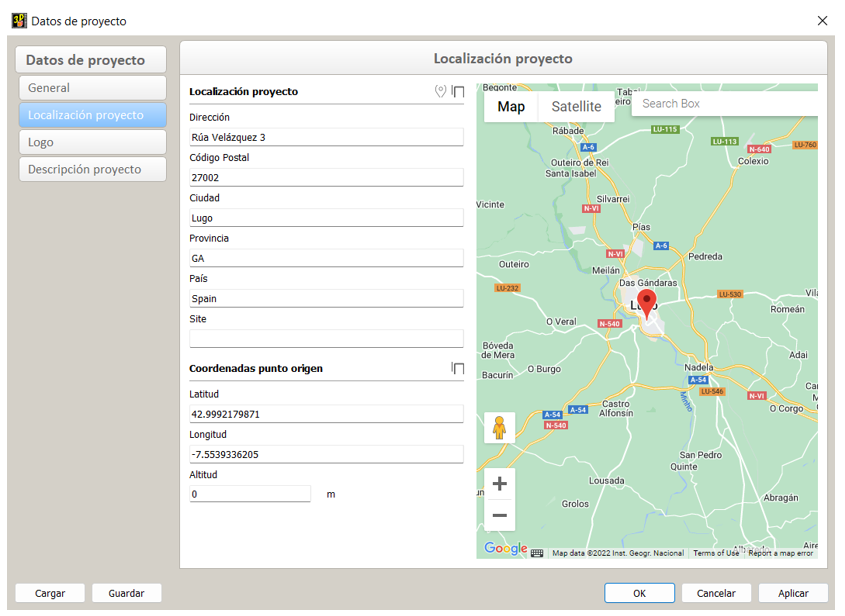 Datos de proyecto
Datos de proyecto
General
Localización proyecto
Logo
Descripción proyecto
Localización proyecto
Localización proyecto
Dirección
Rúa Velázquez 3
Código Postal
27002
Ciudad
Lugo
Provincia
GA
País
Spain
Site
Coordenadas punto origen
Latitud
42.9992179871
Longitud
-7.5539336205
Altitud
0 m
Begonte
Map Satellite
Search Box
LU-115
Rábade
LU-113
A-6
N-640
LU-760
Outeiro de Rei
Colexio
Santa Isabel
Silvarrei
Vicinte
N-VI
Pias
A-6
N-VI
Pedreda
Outeiro
Meilán
Das Gándaras
LU-232
LU-530
Romeán
O Veral
N-540
Bóveda
de Mera
Adai
Nadela
O Burgo
Bacurín
A-54
LU-546
N-VI
Miño
Castro
Alfonsín
A-54
A-54
O Corgo
N-540
San Pedro
Quinte
Lousada
Abragán
Grolos
+
−
Google
Map data ©2022 Inst. Geogr. Nacional
Terms of Use
Report a map error
Cargar
Guardar
OK
Cancelar
Aplicar